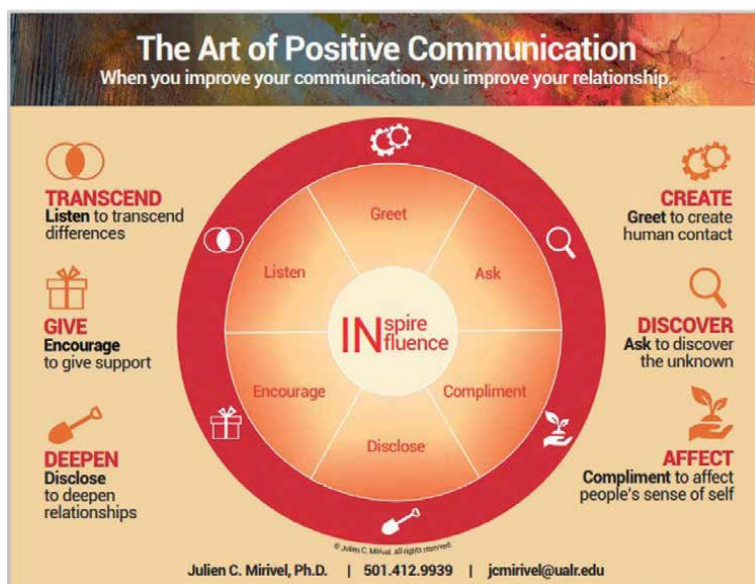 The Art of Positive Communication
When you improve your communication, you improve your relationship.
TRANSCEND
Listen to transcend
differences
GIVE
Encourage
to give support
DEEPEN
Disclose
to deepen
relationships
Greet
Ask
Compliment
Disclose
Encourage
Listen
INspire
INfluence
CREATE
Greet to create
human contact
DISCOVER
Ask to discover
the unknown
AFFECT
Compliment to affect
people's sense of self
© Julien C. Mirivel. All rights reserved.
Julien C. Mirivel, Ph.D. | 501.412.9939 | jcmirivel@ualr.edu